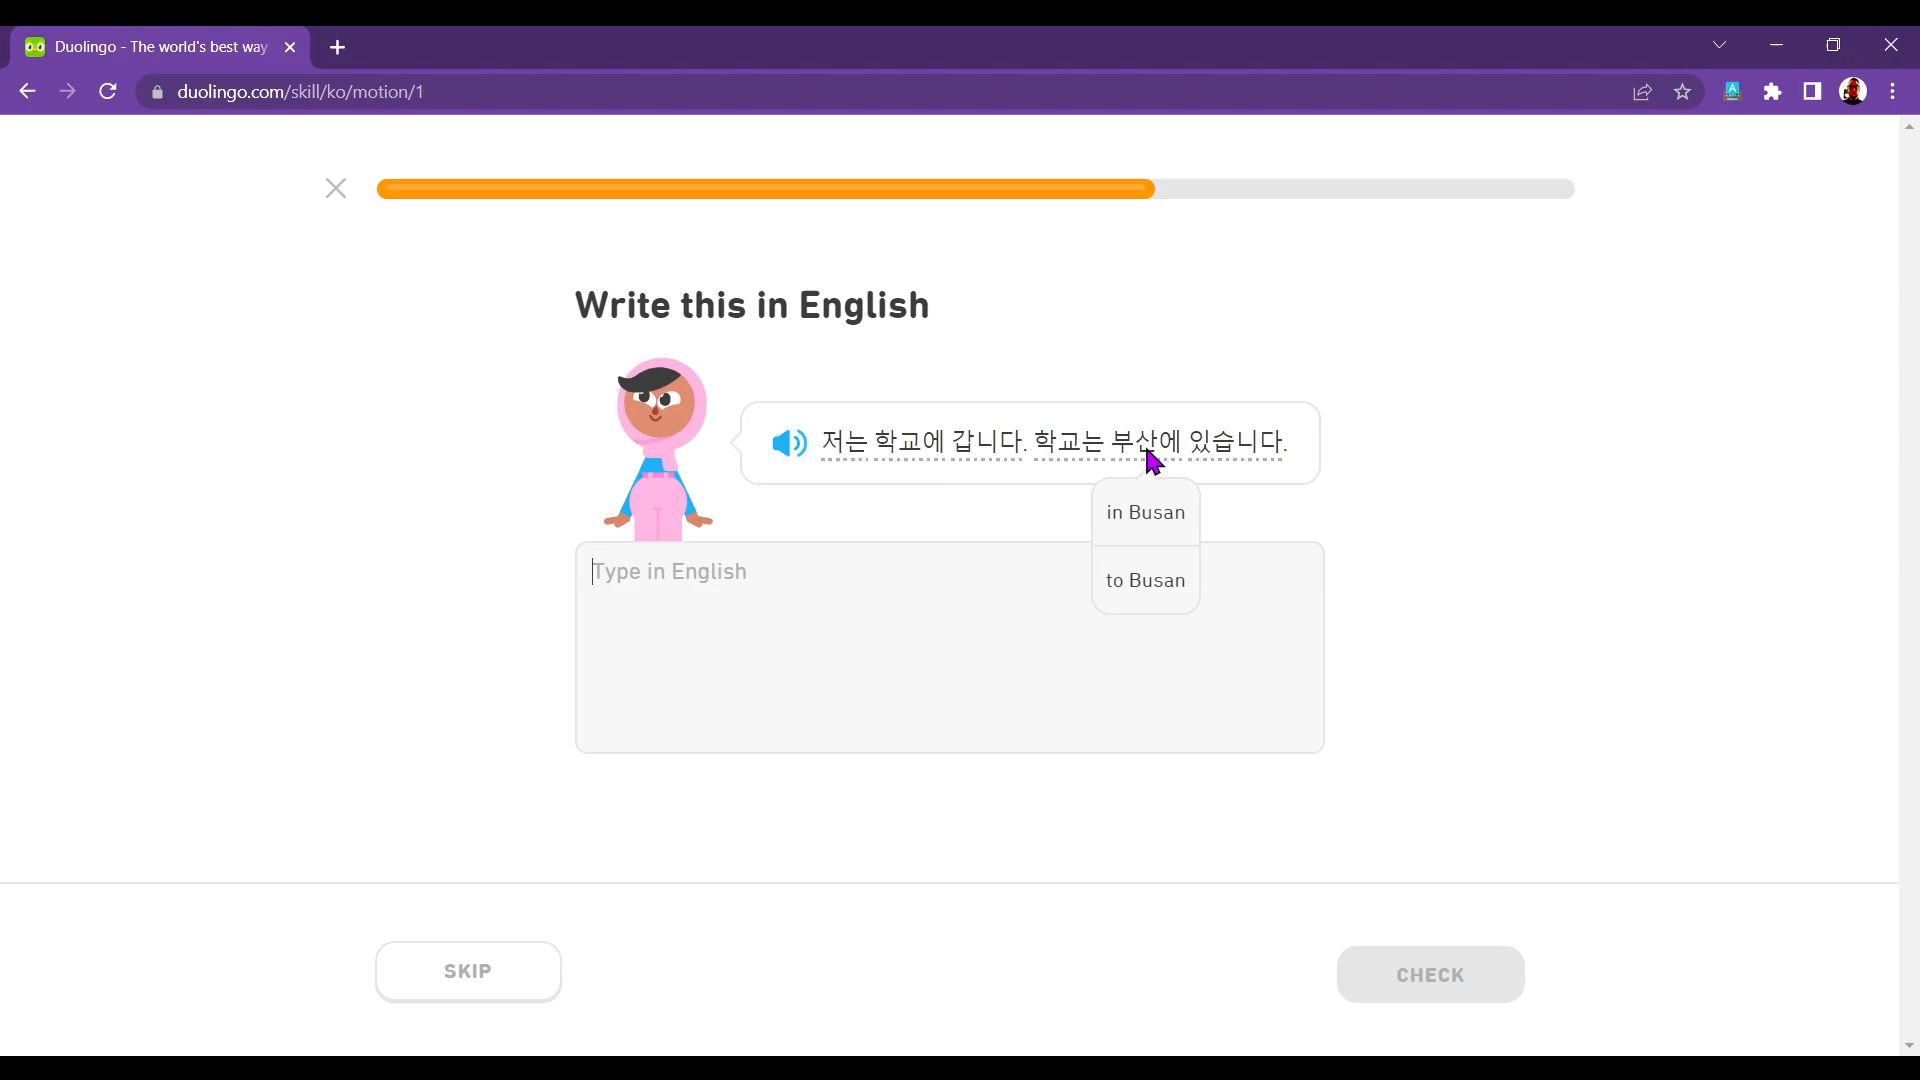 Duolingo - The world's best way
duolingo.com/skill/ko/motion/1
Write this in English
저는 학교에 갑니다. 학교는 부산에 있습니다.
in Busan
to Busan
Type in English
SKIP
CHECK